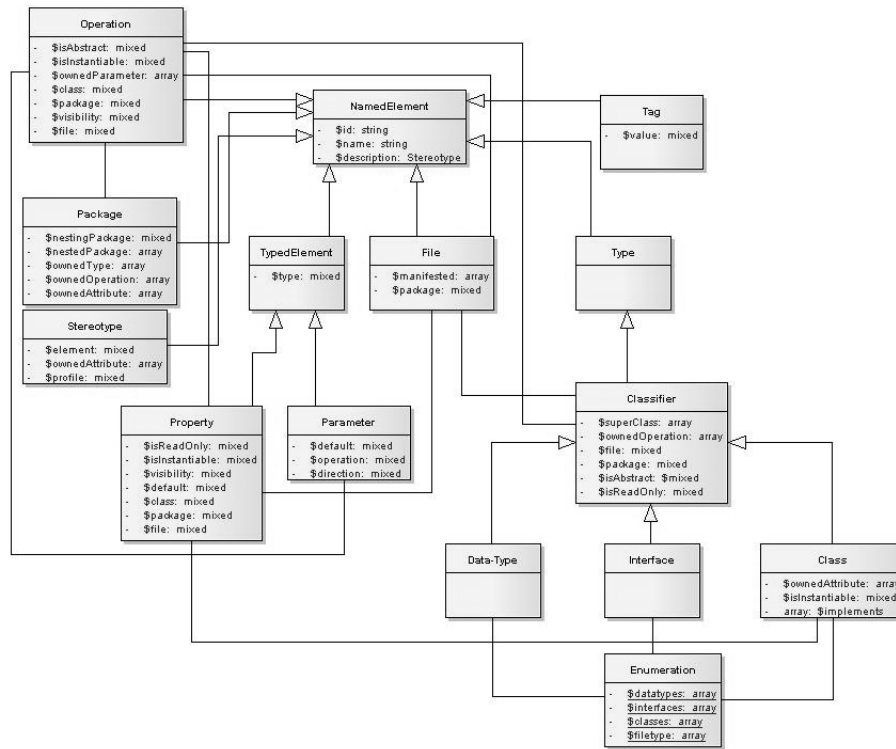 Operation
- $isAbstract: mixed
- $isInstantiable: mixed
- $ownedParameter: array
- $class: mixed
- $package: mixed
- $visibility: mixed
- $file: mixed
NamedElement
- $id: string
- $name: string
- $description: Stereotype
Tag
- $value: mixed
Package
- $nestingPackage: mixed
- $nestedPackage: array
- $ownedType: array
- $ownedOperation: array
- $ownedAttribute: array
TypedElement
- $type: mixed
File
- $manifested: array
- $package: mixed
Type
Stereotype
- $element: mixed
- $ownedAttribute: array
- $profile: mixed
Classifier
- $superClass: array
- $ownedOperation: array
- $file: mixed
- $package: mixed
- $isAbstract: $mixed
- $isReadOnly: mixed
Property
- $isReadOnly: mixed
- $isInstantiable: mixed
- $visibility: mixed
- $default: mixed
- $class: mixed
- $package: mixed
- $file: mixed
Parameter
- $default: mixed
- $operation: mixed
- $direction: mixed
Data-Type
Interface
Class
- $ownedAttribute: array
- $isInstantiable: mixed
- array: $implements
Enumeration
- $datatypes: array
- $interfaces: array
- $classes: array
- $filetype: array